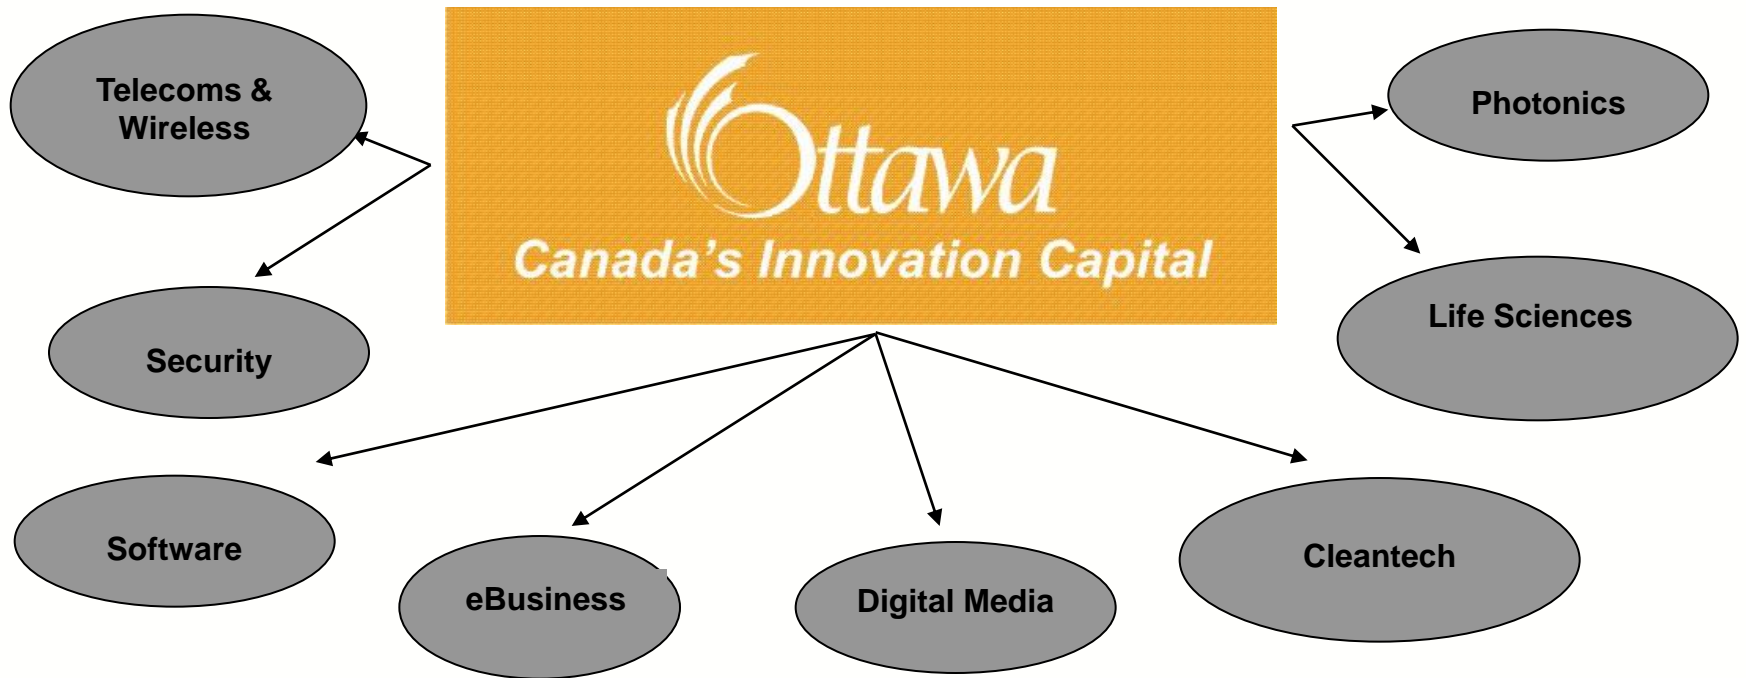 Telecoms &
Wireless
Ottawa
Canada's Innovation Capital
Photonics
Security
Life Sciences
Software
eBusiness
Digital Media
Cleantech